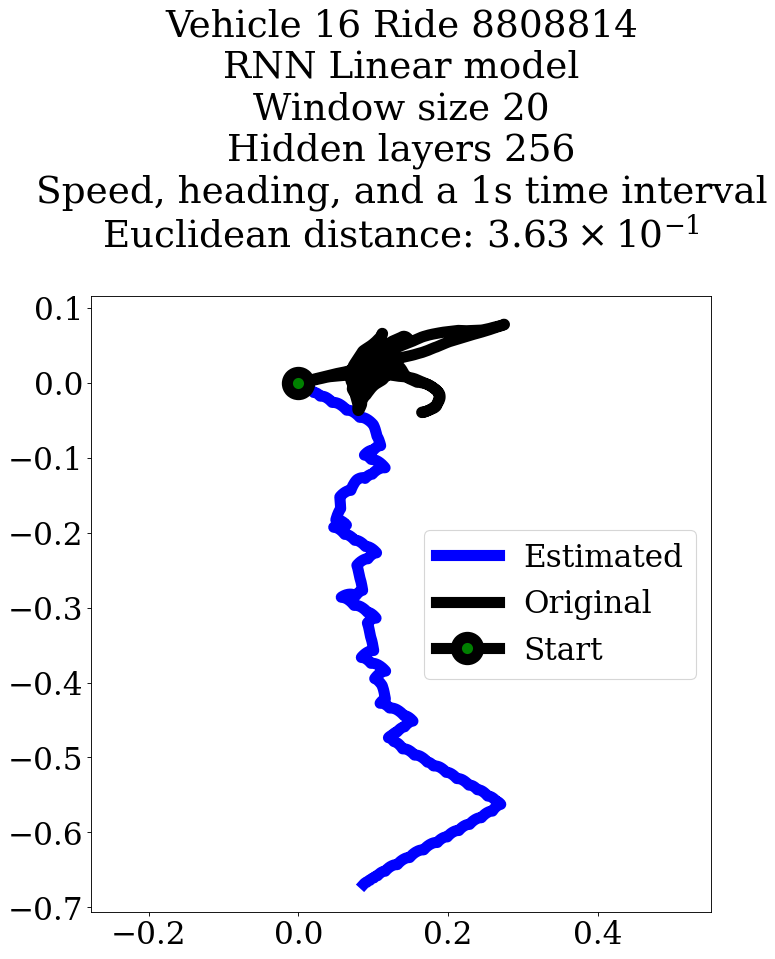 Vehicle 16 Ride 8808814
RNN Linear model
Window size 20
Hidden layers 256
Speed, heading, and a 1s time interval
Euclidean distance: 3.63 × 10⁻¹
0.1
0.0
−0.1
−0.2
−0.3
−0.4
−0.5
−0.6
−0.7
Estimated
Original
Start
−0.2 0.0 0.2 0.4